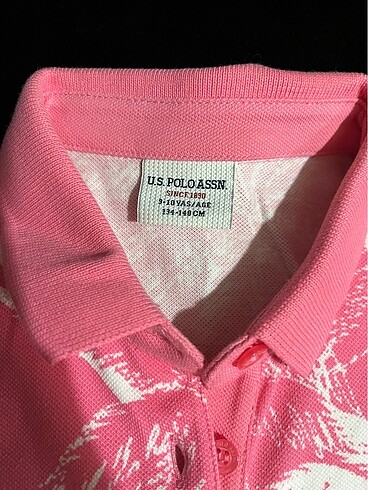 U.S. POLO ASSN.
SINCE 1890
9-10 YAS/AGE
134-140 CM